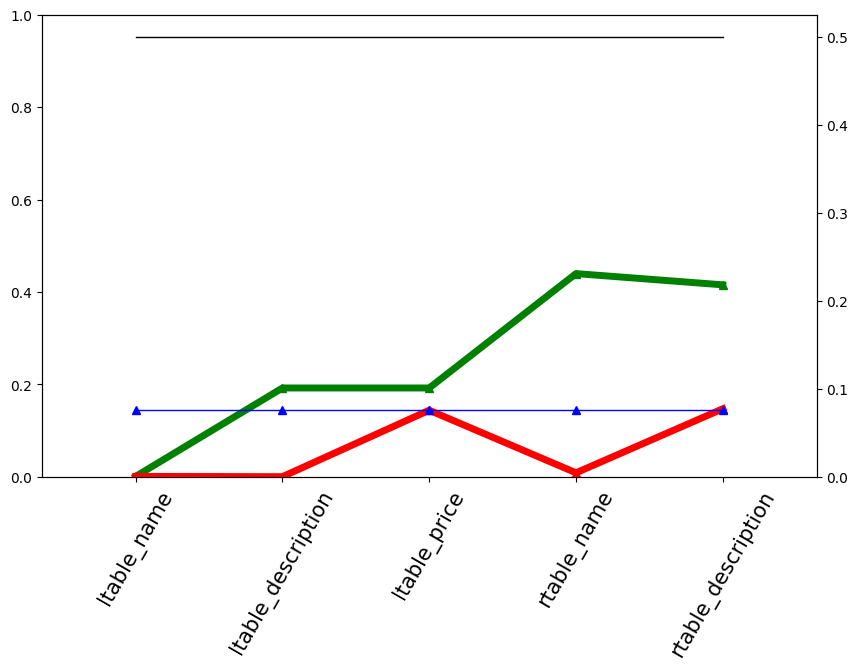 1.0
0.8
0.6
0.4
0.2
0.0
0.5
0.4
0.3
0.2
0.1
0.0
ltable_name
ltable_description
ltable_price
rtable_name
rtable_description